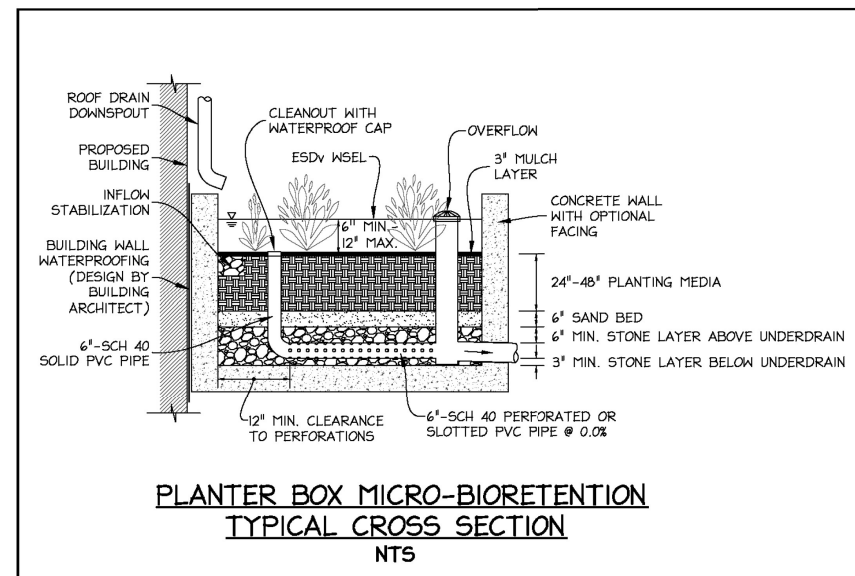 ROOF DRAIN
DOWNSPOUT
PROPOSED
BUILDING
INFLOW
STABILIZATION
BUILDING WALL
WATERPROOFING
(DESIGN BY
BUILDING
ARCHITECT)
6"-SCH 40
SOLID PVC PIPE
CLEANOUT WITH
WATERPROOF CAP
ESDv WSEL
OVERFLOW
3" MULCH
LAYER
6" MIN.-
12" MAX.
CONCRETE WALL
WITH OPTIONAL
FACING
24"-48" PLANTING MEDIA
6" SAND BED
6" MIN. STONE LAYER ABOVE UNDERDRAIN
3" MIN. STONE LAYER BELOW UNDERDRAIN
12" MIN. CLEARANCE
TO PERFORATIONS
6"-SCH 40 PERFORATED OR
SLOTTED PVC PIPE @ 0.0%
PLANTER BOX MICRO-BIORETENTION
TYPICAL CROSS SECTION
NTS